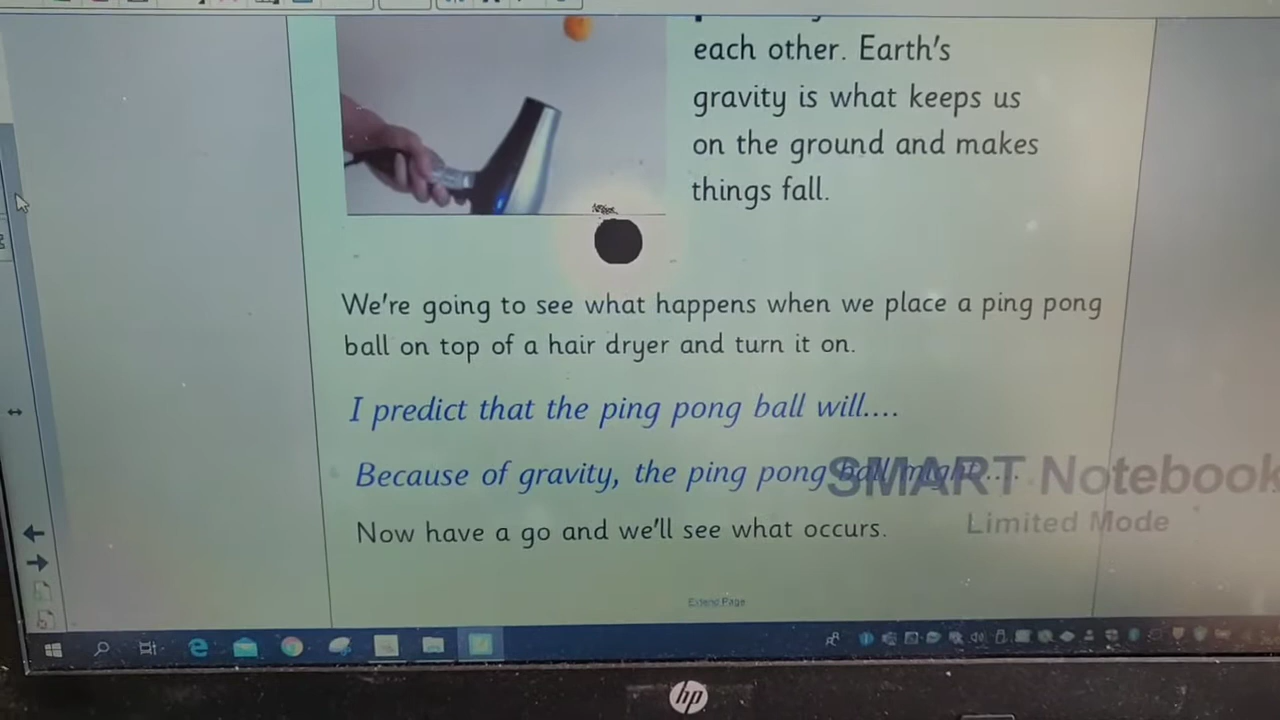 each other. Earth's
gravity is what keeps us
on the ground and makes
things fall.
We're going to see what happens when we place a ping pong
ball on top of a hair dryer and turn it on.
I predict that the ping pong ball will....
Because of gravity, the ping pong ball might....
SMART Notebook
Limited Mode
Now have a go and we'll see what occurs.
Extend Page
hp